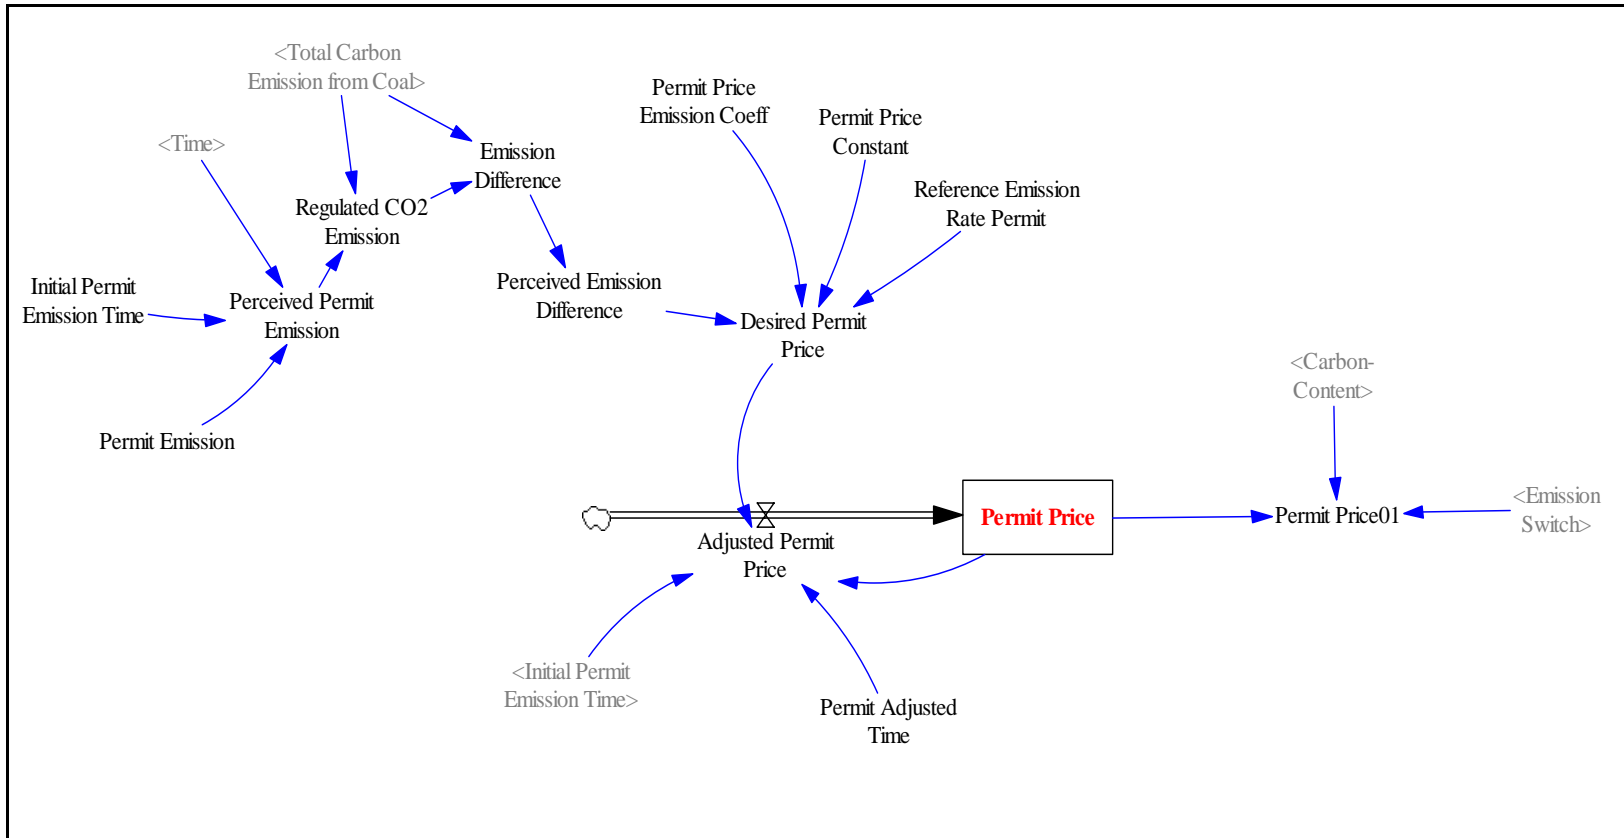 <Total Carbon
Emission from Coal>
Permit Price
Emission Coeff
Permit Price
Constant
<Time>
Emission
Difference
Reference Emission
Rate Permit
Regulated CO2
Emission
Initial Permit
Emission Time
Perceived Permit
Emission
Perceived Emission
Difference
Desired Permit
Price
<Carbon-
Content>
Permit Emission
Permit Price
Permit Price01
<Emission
Switch>
Adjusted Permit
Price
<Initial Permit
Emission Time>
Permit Adjusted
Time